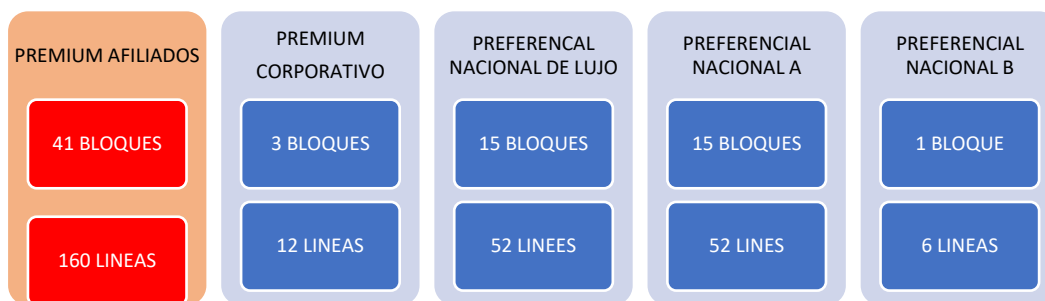 PREMIUM AFILIADOS
41 BLOQUES
160 LINEAS
PREMIUM
CORPORATIVO
3 BLOQUES
12 LINEAS
PREFERENCAL
NACIONAL DE LUJO
15 BLOQUES
52 LINEES
PREFERENCIAL
NACIONAL A
15 BLOQUES
52 LINES
PREFERENCIAL
NACIONAL B
1 BLOQUE
6 LINEAS